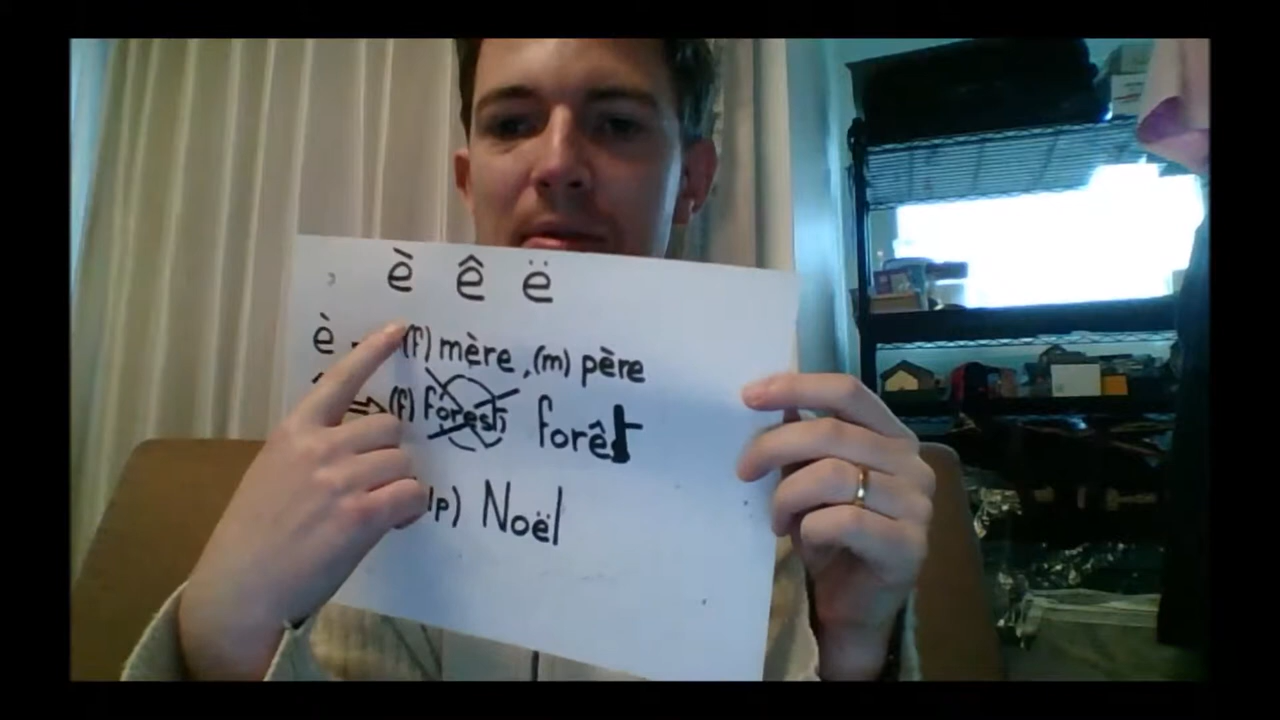 è ê ë
è (f) mère, (m) père
⇒ (f) forest forêt
Noël